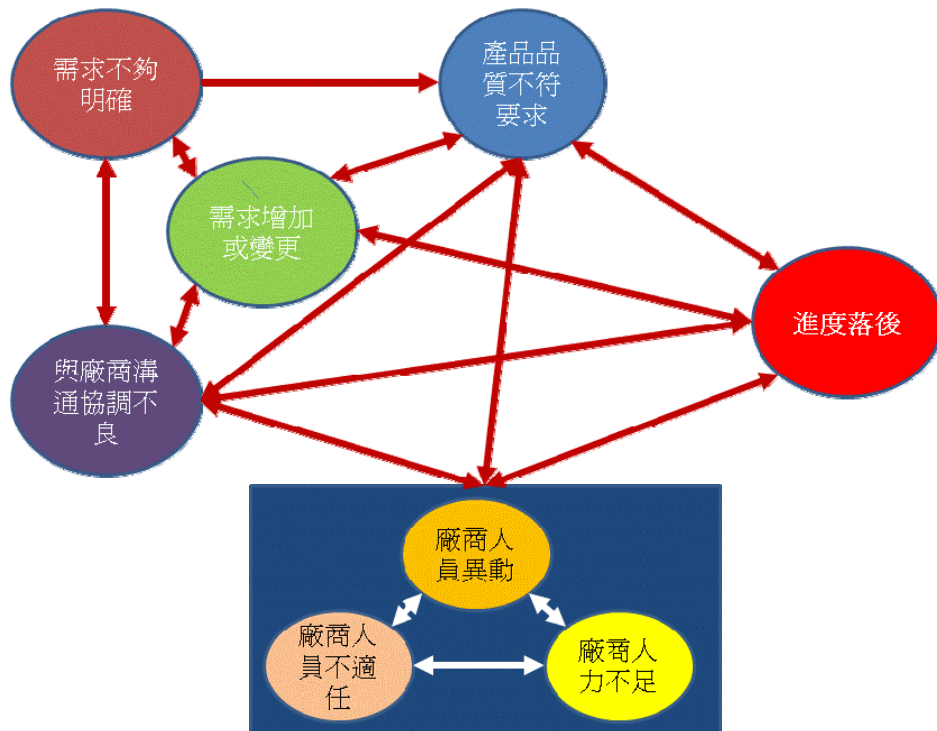 需求不夠
明確
產品品
質不符
要求
需求增加
或變更
進度落後
與廠商溝
通協調不
良
廠商人
員異動
廠商人
員不適
任
廠商人
力不足